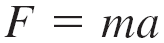 F = ma